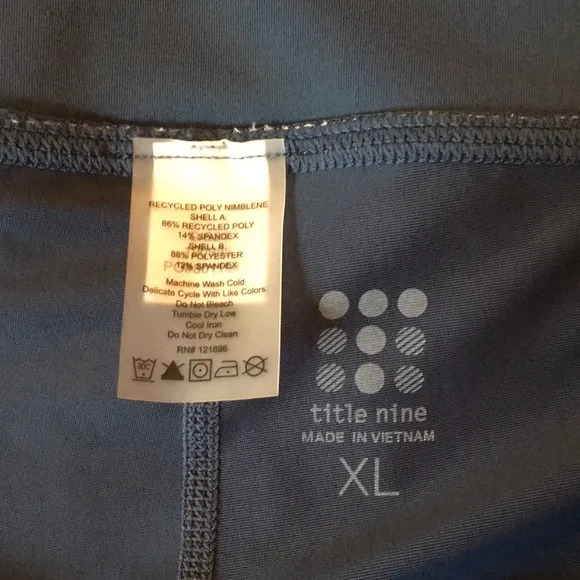 RECYCLED POLY NIMBLENE
SHELL A:
86% RECYCLED POLY
14% SPANDEX
SHELL B:
88% POLYESTER
12% SPANDEX
Machine Wash Cold
Delicate Cycle With Like Colors
Do Not Bleach
Tumble Dry Low
Cool Iron
Do Not Dry Clean
RN# 121896
30C
title nine
MADE IN VIETNAM
XL